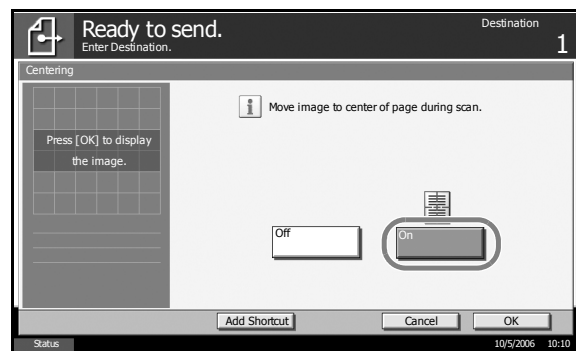 Ready to send.
Destination
Enter Destination.
1
Centering
Move image to center of page during scan.
Press [OK] to display
the image.
Off
On
Add Shortcut
Cancel
OK
Status
10/5/2006 10:10